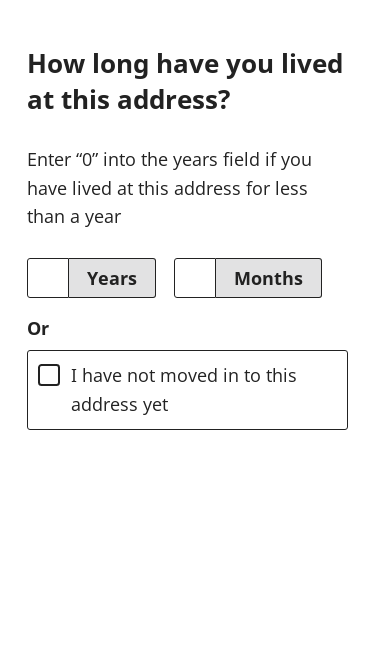 How long have you lived
at this address?
Enter “0” into the years field if you
have lived at this address for less
than a year
Years Months
Or
I have not moved in to this
address yet